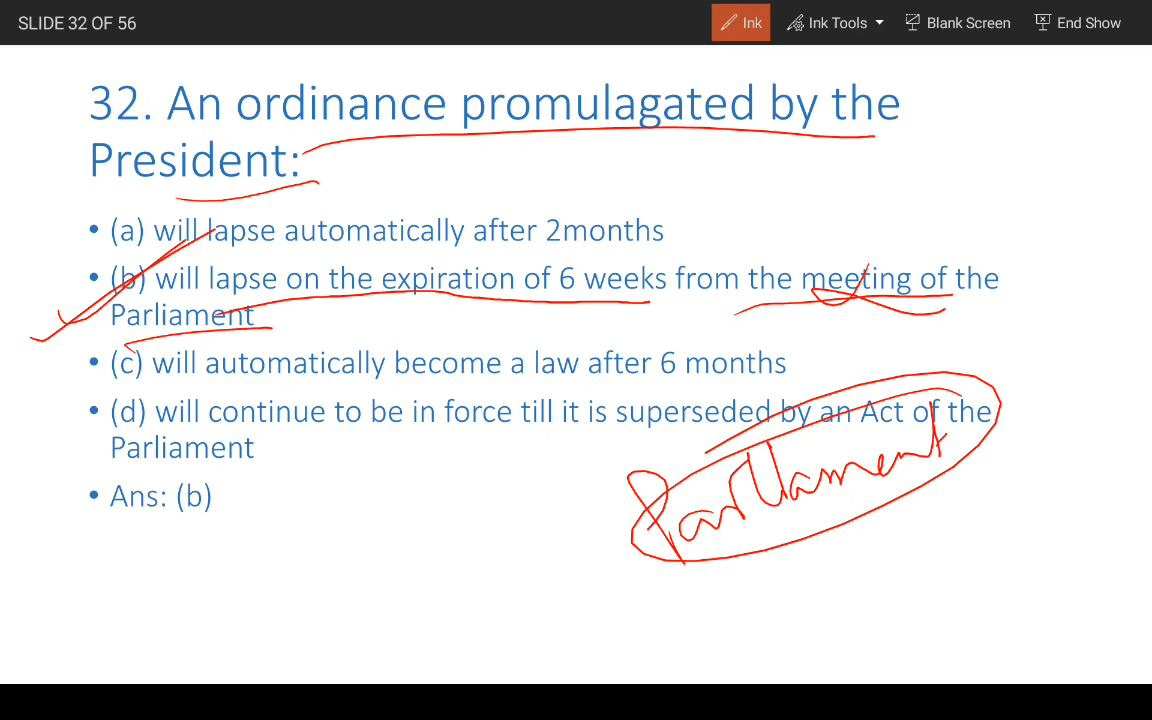 SLIDE 32 OF 56
Ink
Ink Tools
Blank Screen
End Show
32. An ordinance promulagated by the
President:
• (a) will lapse automatically after 2months
• (b) will lapse on the expiration of 6 weeks from the meeting of the
Parliament
• (c) will automatically become a law after 6 months
• (d) will continue to be in force till it is superseded by an Act of the
Parliament
Parliament
• Ans: (b)